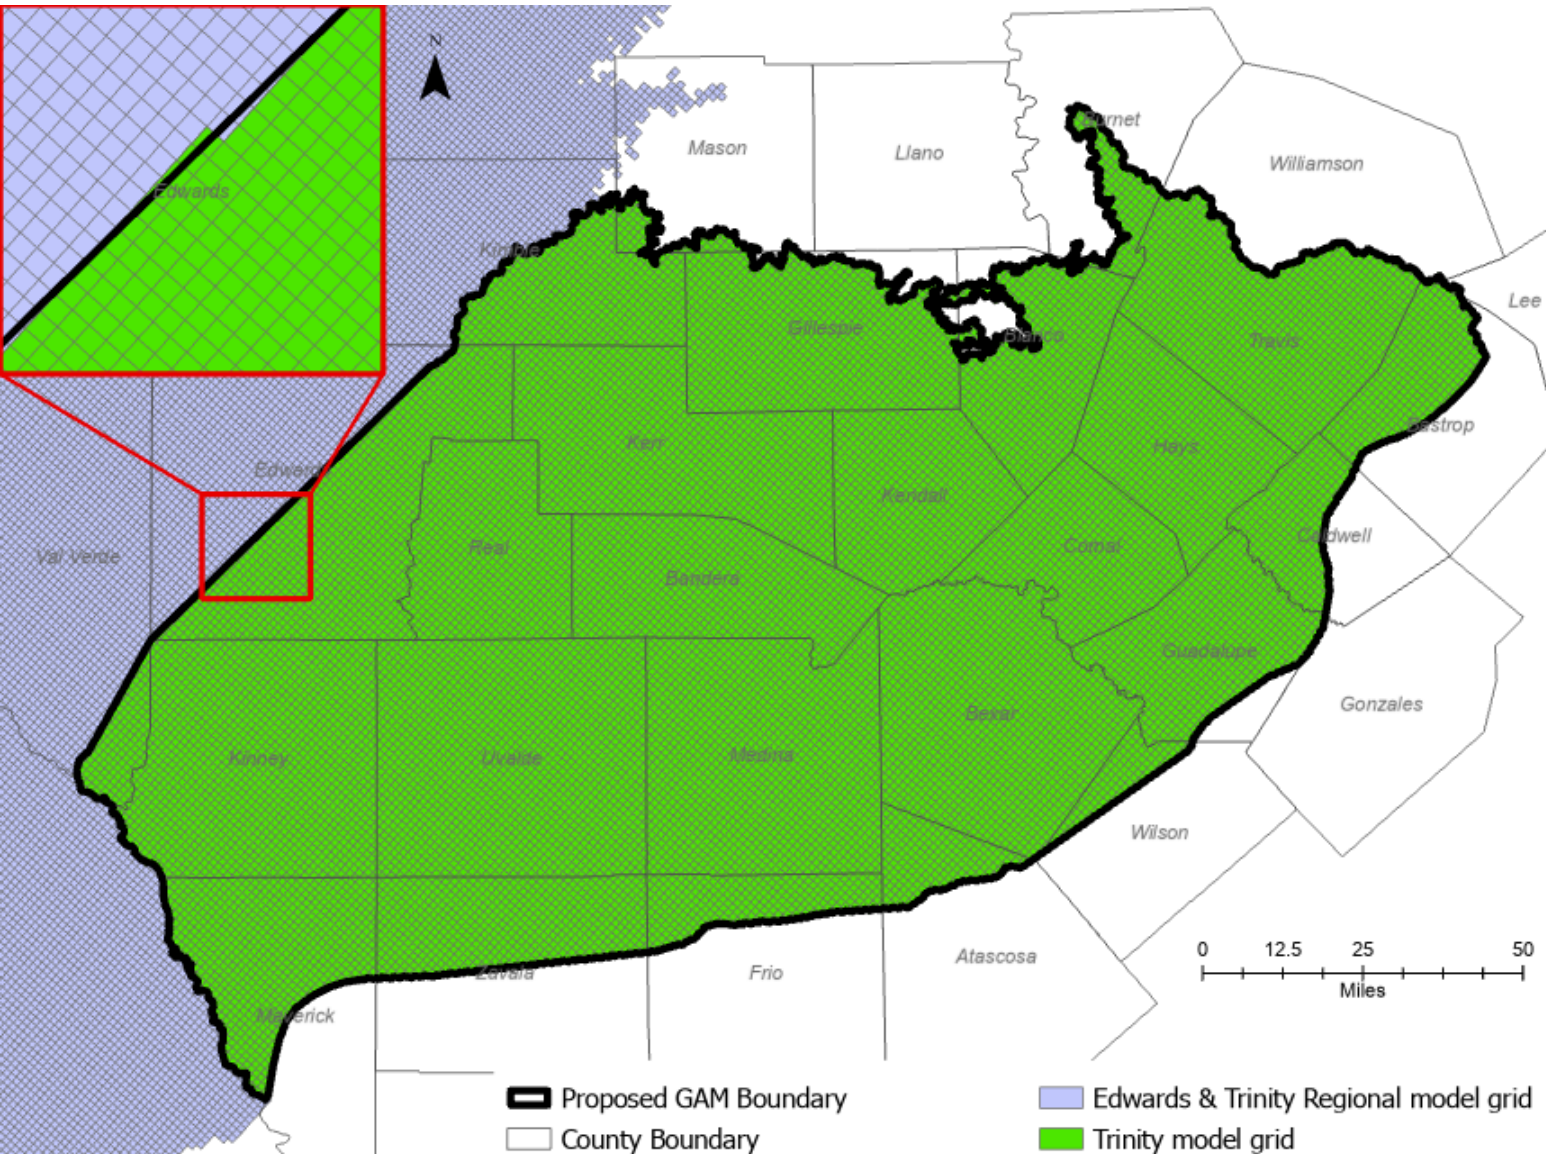 N
Burnet
Mason
Llano
Williamson
Edwards
Kimble
Lee
Gillespie
Blanco
Travis
Bastrop
Kerr
Hays
Edwards
Kendall
Caldwell
Real
Comal
Val Verde
Bandera
Guadalupe
Gonzales
Bexar
Kinney
Uvalde
Medina
Wilson
0 12.5 25 50
Miles
Atascosa
Zavala
Frio
Maverick
Proposed GAM Boundary
County Boundary
Edwards & Trinity Regional model grid
Trinity model grid